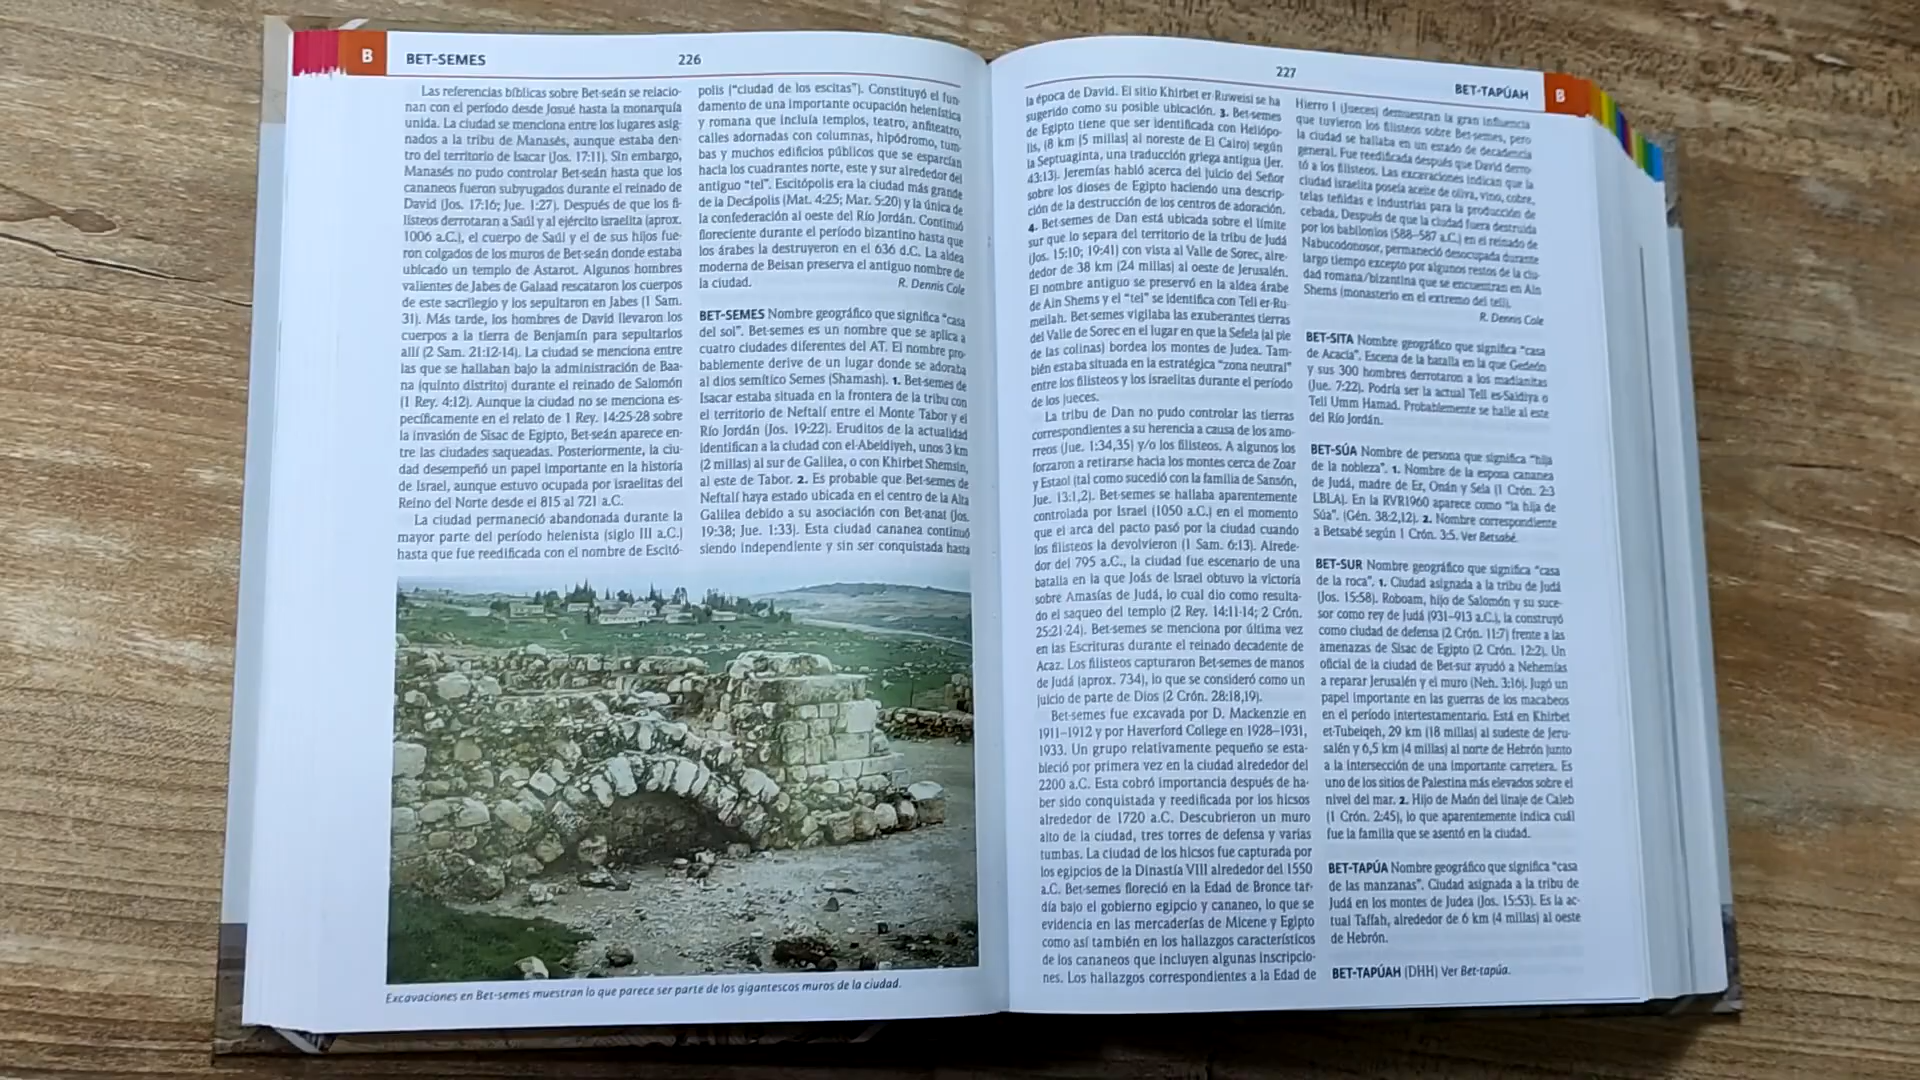 B BET-SEMES 226
Las referencias bíblicas sobre Bet-seán se relacio-
nan con el período desde Josué hasta la monarquía
unida. La ciudad se menciona entre los lugares asig-
nados a la tribu de Manasés, aunque estaba den-
tro del territorio de Isacar (Jos. 17:11). Sin embargo,
Manasés no pudo controlar Bet-seán hasta que los
cananeos fueron subyugados durante el reinado de
David (Jos. 17:16; Jue. 1:27). Después de que los fi-
listeos derrotaran a Saúl y al ejército israelita (aprox.
1006 a.C.), el cuerpo de Saúl y el de sus hijos fue-
ron colgados de los muros de Bet-seán donde estaba
ubicado un templo de Astarot. Algunos hombres
valientes de Jabes de Galaad rescataron los cuerpos
de este sacrilegio y los sepultaron en Jabes (1 Sam.
31). Más tarde, los hombres de David llevaron los
cuerpos a la tierra de Benjamín para sepultarlos
allí (2 Sam. 21:12-14). La ciudad se menciona entre
las que se hallaban bajo la administración de Baa-
na (quinto distrito) durante el reinado de Salomón
(1 Rey. 4:12). Aunque la ciudad no se menciona es-
pecíficamente en el relato de 1 Rey. 14:25-28 sobre
la invasión de Sisac de Egipto, Bet-seán aparece en-
tre las ciudades saqueadas. Posteriormente, la ciu-
dad desempeñó un papel importante en la historia
de Israel, aunque estuvo ocupada por israelitas del
Reino del Norte desde el 815 al 721 a.C.
La ciudad permaneció abandonada durante la
mayor parte del período helenista (siglo III a.C.)
hasta que fue reedificada con el nombre de Escitó-
polis ("ciudad de los escitas"). Constituyó el fun-
damento de una importante ocupación helenística
y romana que incluía templos, teatro, anfiteatro,
calles adornadas con columnas, hipódromo, tum-
bas y muchos edificios públicos que se esparcían
hacia los cuadrantes norte, este y sur alrededor del
antiguo "tel". Escitópolis era la ciudad más grande
de la Decápolis (Mat. 4:25; Mar. 5:20) y la única de
la confederación al oeste del Río Jordán. Continuó
floreciente durante el período bizantino hasta que
los árabes la destruyeron en el 636 d.C. La aldea
moderna de Beisan preserva el antiguo nombre de
la ciudad. R. Dennis Cole
BET-SEMES Nombre geográfico que significa "casa
del sol". Bet-semes es un nombre que se aplica a
cuatro ciudades diferentes del AT. El nombre pro-
bablemente derive de un lugar donde se adoraba
al dios semítico Semes (Shamash). 1. Bet-semes de
Isacar estaba situada en la frontera de la tribu con
el territorio de Neftalí entre el Monte Tabor y el
Río Jordán (Jos. 19:22). Eruditos de la actualidad
identifican a la ciudad con el-Abeidiyeh, unos 3 km
(2 millas) al sur de Galilea, o con Khirbet Shemsin,
al este de Tabor. 2. Es probable que Bet-semes de
Neftalí haya estado ubicada en el centro de la Alta
Galilea debido a su asociación con Bet-anat (Jos.
19:38; Jue. 1:33). Esta ciudad cananea continuó
siendo independiente y sin ser conquistada hasta
Excavaciones en Bet-semes muestran lo que parece ser parte de los gigantescos muros de la ciudad.
227 BET-TAPÚAH B
la época de David. El sitio Khirbet er-Ruweisi se ha
sugerido como su posible ubicación. 3. Bet-semes
de Egipto tiene que ser identificada con Heliópo-
lis, (8 km [5 millas] al noreste de El Cairo) según
la Septuaginta, una traducción griega antigua (Jer.
43:13). Jeremías habló acerca del juicio del Señor
sobre los dioses de Egipto haciendo una descrip-
ción de la destrucción de los centros de adoración.
4. Bet-semes de Dan está ubicada sobre el límite
sur que lo separa del territorio de la tribu de Judá
(Jos. 15:10; 19:41) con vista al Valle de Sorec, alre-
dedor de 38 km (24 millas) al oeste de Jerusalén.
El nombre antiguo se preservó en la aldea árabe
de Ain Shems y el "tel" se identifica con Tell er-Ru-
meilah. Bet-semes vigilaba las exuberantes tierras
del Valle de Sorec en el lugar en que la Sefela (al pie
de las colinas) bordea los montes de Judea. Tam-
bién estaba situada en la estratégica "zona neutral"
entre los filisteos y los israelitas durante el período
de los jueces.
La tribu de Dan no pudo controlar las tierras
correspondientes a su herencia a causa de los amo-
rreos (Jue. 1:34,35) y/o los filisteos. A algunos los
forzaron a retirarse hacia los montes cerca de Zoar
y Estaol (tal como sucedió con la familia de Sansón,
Jue. 13:1,2). Bet-semes se hallaba aparentemente
controlada por Israel (1050 a.C.) en el momento
que el arca del pacto pasó por la ciudad cuando
los filisteos la devolvieron (1 Sam. 6:13). Alrede-
dor del 795 a.C., la ciudad fue escenario de una
batalla en la que Joás de Israel obtuvo la victoria
sobre Amasías de Judá, lo cual dio como resulta-
do el saqueo del templo (2 Rey. 14:11-14; 2 Crón.
25:21-24). Bet-semes se menciona por última vez
en las Escrituras durante el reinado decadente de
Acaz. Los filisteos capturaron Bet-semes de manos
de Judá (aprox. 734), lo que se consideró como un
juicio de parte de Dios (2 Crón. 28:18,19).
Bet-semes fue excavada por D. Mackenzie en
1911–1912 y por Haverford College en 1928–1931,
1933. Un grupo relativamente pequeño se esta-
bleció por primera vez en la ciudad alrededor del
2200 a.C. Esta cobró importancia después de ha-
ber sido conquistada y reedificada por los hicsos
alrededor de 1720 a.C. Descubrieron un muro
alto de la ciudad, tres torres de defensa y varias
tumbas. La ciudad de los hicsos fue capturada por
los egipcios de la Dinastía VIII alrededor del 1550
a.C. Bet-semes floreció en la Edad de Bronce tar-
día bajo el gobierno egipcio y cananeo, lo que se
evidencia en las mercaderías de Micene y Egipto
como así también en los hallazgos característicos
de los cananeos que incluyen algunas inscripcio-
nes. Los hallazgos correspondientes a la Edad de
Hierro I (Jueces) demuestran la gran influencia
que tuvieron los filisteos sobre Bet-semes, pero
la ciudad se hallaba en un estado de decadencia
general. Fue reedificada después que David derro-
tó a los filisteos. Las excavaciones indican que la
ciudad israelita poseía aceite de oliva, vino, cobre,
telas teñidas e industrias para la producción de
cebada. Después de que la ciudad fuera destruida
por los babilonios (588–587 a.C.) en el reinado de
Nabucodonosor, permaneció desocupada durante
largo tiempo excepto por algunos restos de la ciu-
dad romana/bizantina que se encuentran en Ain
Shems (monasterio en el extremo del tell).
R. Dennis Cole
BET-SITA Nombre geográfico que significa "casa
de Acacia". Escena de la batalla en la que Gedeón
y sus 300 hombres derrotaron a los madianitas
(Jue. 7:22). Podría ser la actual Tell es-Saidiya o
Tell Umm Hamad. Probablemente se halle al este
del Río Jordán.
BET-SÚA Nombre de persona que significa "hija
de la nobleza". 1. Nombre de la esposa cananea
de Judá, madre de Er, Onán y Sela (1 Crón. 2:3
LBLA). En la RVR1960 aparece como "la hija de
Súa". (Gén. 38:2,12). 2. Nombre correspondiente
a Betsabé según 1 Crón. 3:5. Ver Betsabé.
BET-SUR Nombre geográfico que significa "casa
de la roca". 1. Ciudad asignada a la tribu de Judá
(Jos. 15:58). Roboam, hijo de Salomón y su suce-
sor como rey de Judá (931–913 a.C.), la construyó
como ciudad de defensa (2 Crón. 11:7) frente a las
amenazas de Sisac de Egipto (2 Crón. 12:2). Un
oficial de la ciudad de Bet-sur ayudó a Nehemías
a reparar Jerusalén y el muro (Neh. 3:16). Jugó un
papel importante en las guerras de los macabeos
en el período intertestamentario. Está en Khirbet
et-Tubeiqeh, 29 km (18 millas) al sudeste de Jeru-
salén y 6,5 km (4 millas) al norte de Hebrón junto
a la intersección de una importante carretera. Es
uno de los sitios de Palestina más elevados sobre el
nivel del mar. 2. Hijo de Maón del linaje de Caleb
(1 Crón. 2:45), lo que aparentemente indica cuál
fue la familia que se asentó en la ciudad.
BET-TAPÚA Nombre geográfico que significa "casa
de las manzanas". Ciudad asignada a la tribu de
Judá en los montes de Judea (Jos. 15:53). Es la ac-
tual Taffah, alrededor de 6 km (4 millas) al oeste
de Hebrón.
BET-TAPÚAH (DHH) Ver Bet-tapúa.